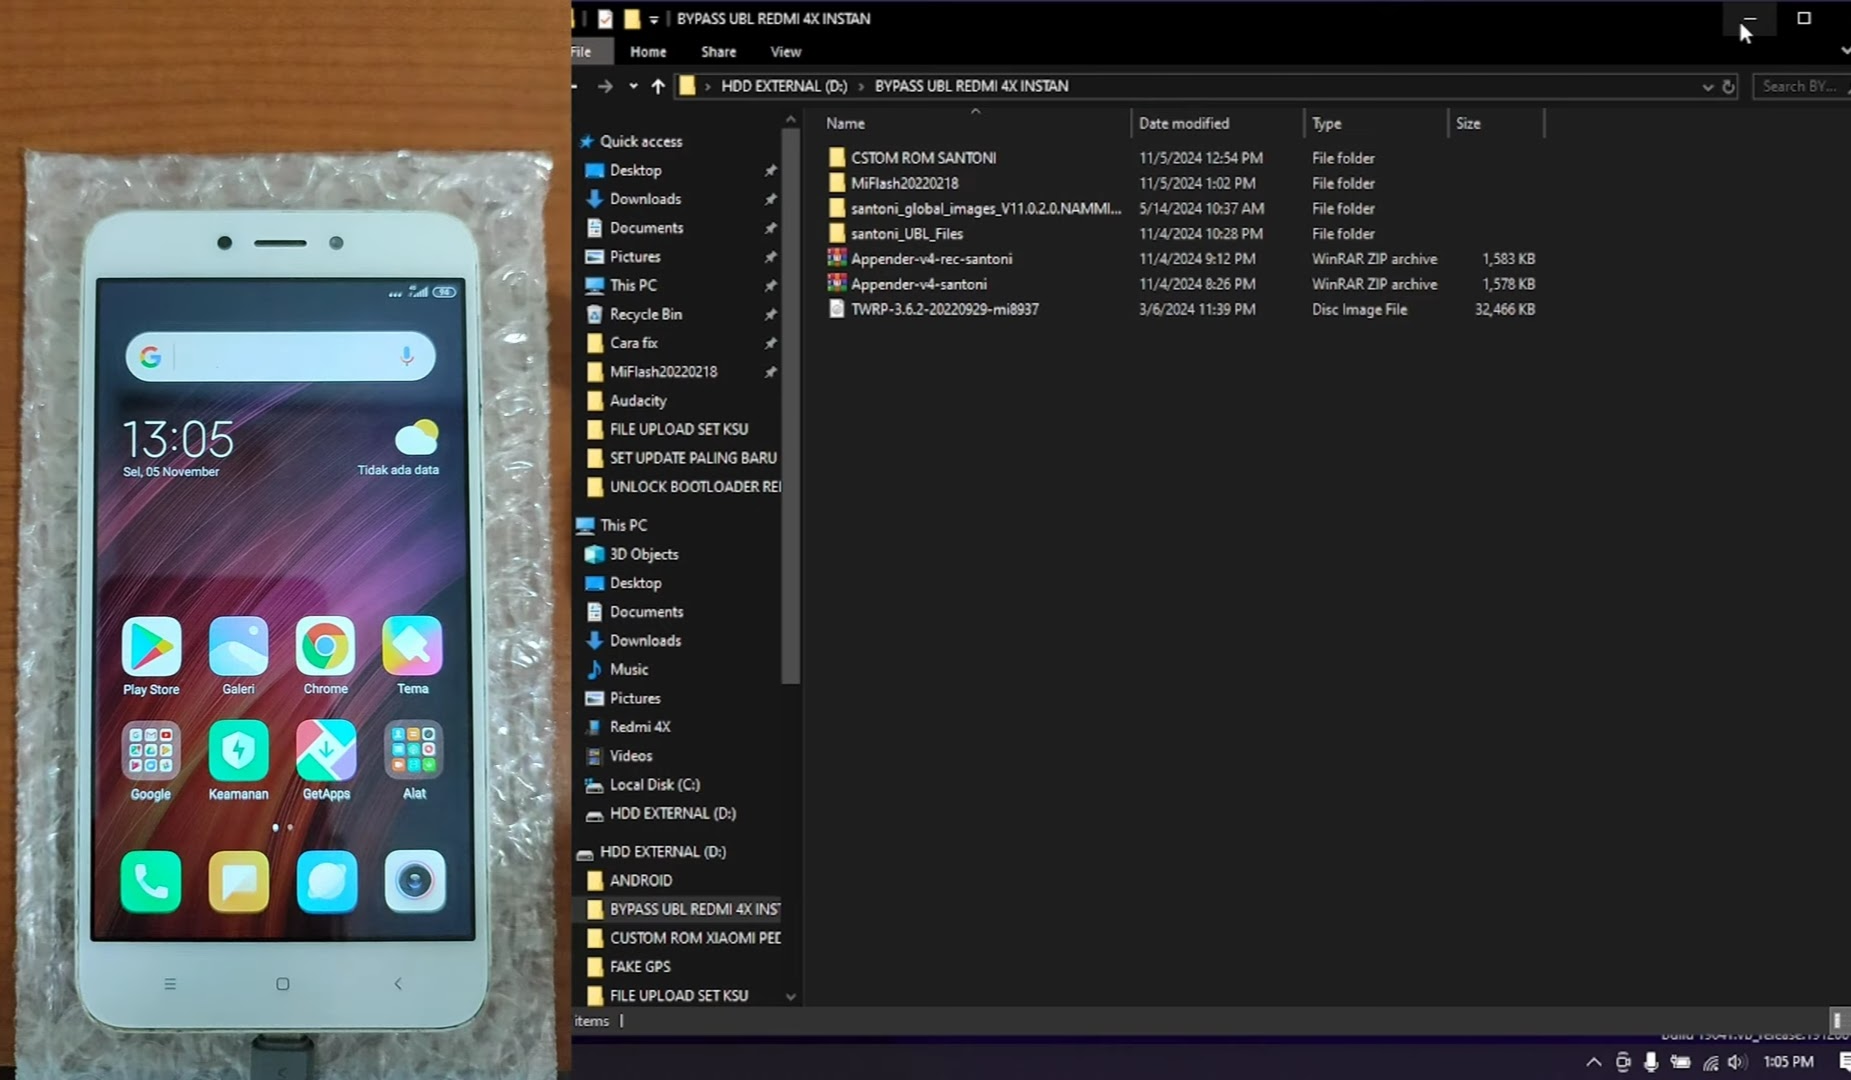 BYPASS UBL REDMI 4X INSTAN
File
Home
Share
View
HDD EXTERNAL (D:)
BYPASS UBL REDMI 4X INSTAN
Search BY...
Name
Date modified
Type
Size
Quick access
Desktop
Downloads
Documents
Pictures
This PC
Recycle Bin
Cara fix
MiFlash20220218
Audacity
FILE UPLOAD SET KSU
SET UPDATE PALING BARU
UNLOCK BOOTLOADER RE
This PC
3D Objects
Desktop
Documents
Downloads
Music
Pictures
Redmi 4X
Videos
Local Disk (C:)
HDD EXTERNAL (D:)
HDD EXTERNAL (D:)
ANDROID
BYPASS UBL REDMI 4X INS
CUSTOM ROM XIAOMI PED
FAKE GPS
FILE UPLOAD SET KSU
CSTOM ROM SANTONI 11/5/2024 12:54 PM File folder
MiFlash20220218 11/5/2024 1:02 PM File folder
santoni_global_images_V11.0.2.0.NAMMI... 5/14/2024 10:37 AM File folder
santoni_UBL_Files 11/4/2024 10:28 PM File folder
Appender-v4-rec-santoni 11/4/2024 9:12 PM WinRAR ZIP archive 1,583 KB
Appender-v4-santoni 11/4/2024 8:26 PM WinRAR ZIP archive 1,578 KB
TWRP-3.6.2-20220929-mi8937 3/6/2024 11:39 PM Disc Image File 32,466 KB
items
1:05 PM
94
13:05
Sel, 05 November
Tidak ada data
Play Store
Galeri
Chrome
Tema
Google
Keamanan
GetApps
Alat